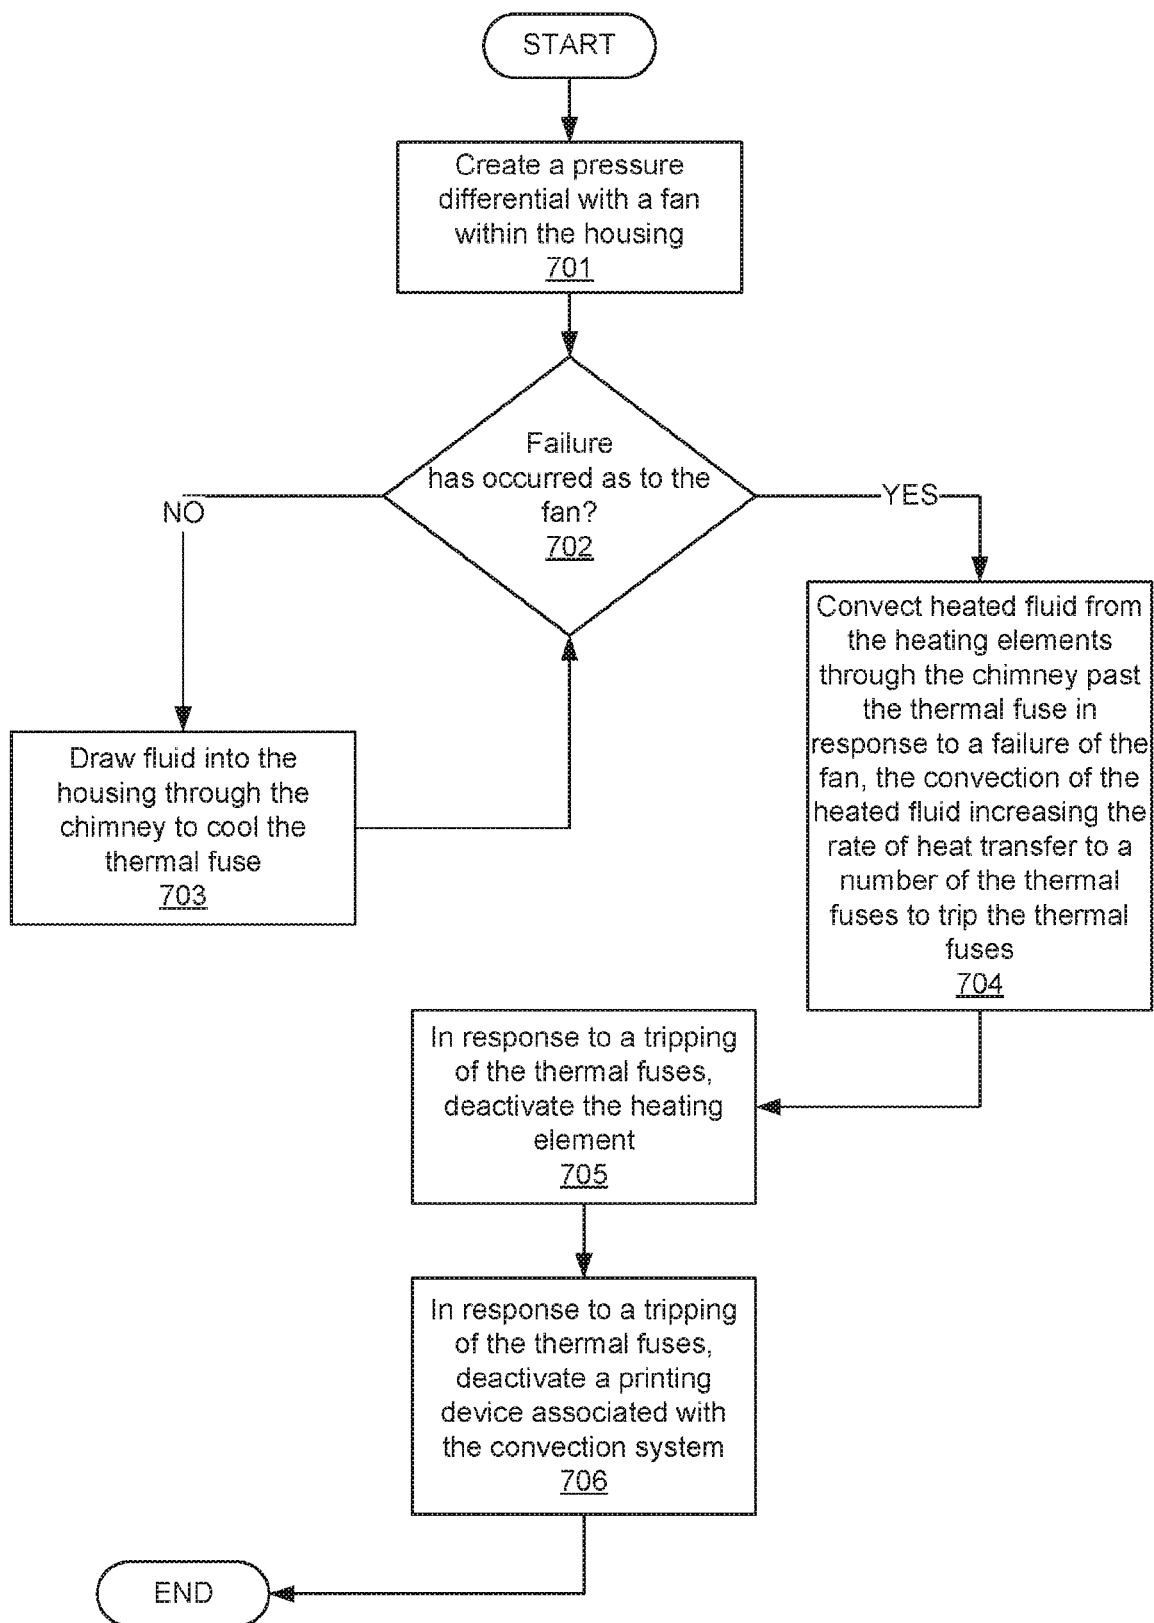 START
Create a pressure
differential with a fan
within the housing
701
Failure
has occurred as to the
fan?
702
NO
YES
Draw fluid into the
housing through the
chimney to cool the
thermal fuse
703
Convect heated fluid from
the heating elements
through the chimney past
the thermal fuse in
response to a failure of the
fan, the convection of the
heated fluid increasing the
rate of heat transfer to a
number of the thermal
fuses to trip the thermal
fuses
704
In response to a tripping
of the thermal fuses,
deactivate the heating
element
705
In response to a tripping
of the thermal fuses,
deactivate a printing
device associated with
the convection system
706
END